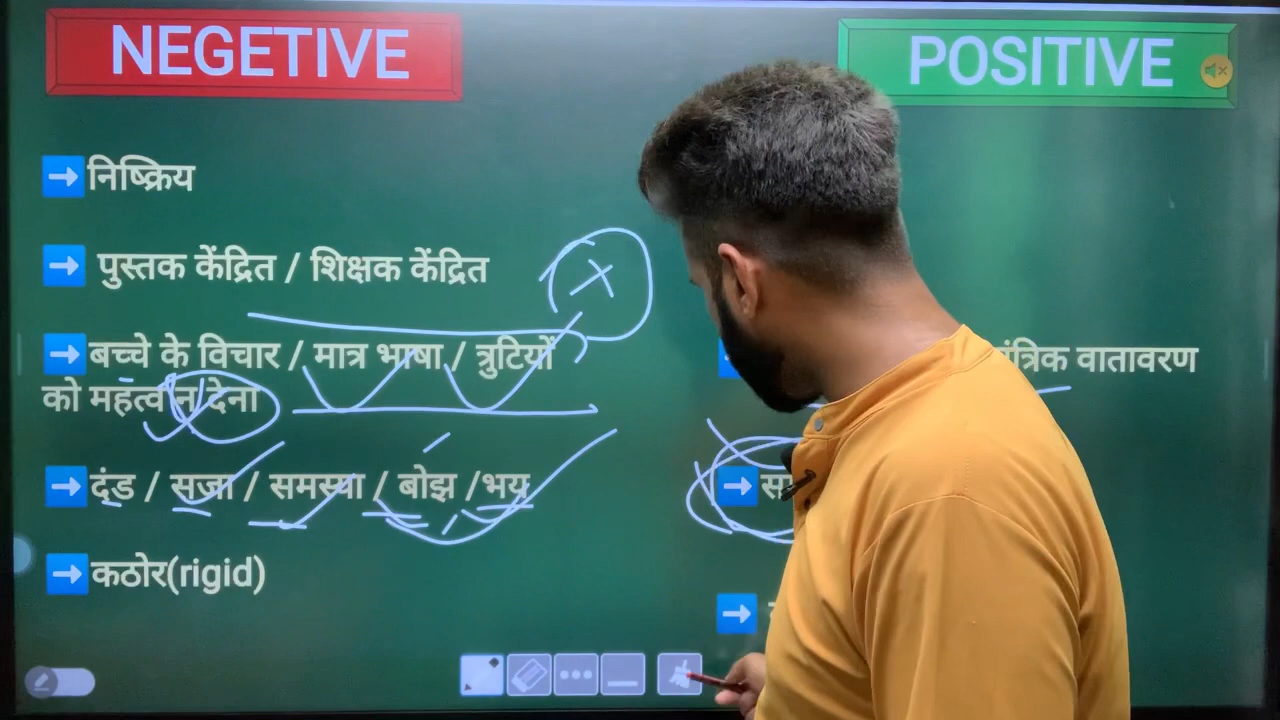 NEGETIVE
POSITIVE
निष्क्रिय
पुस्तक केंद्रित / शिक्षक केंद्रित
बच्चे के विचार / मात्र भाषा / त्रुटियों
को महत्व न देना
वातावरण
दंड / सजा / समस्या / बोझ /भय
कठोर(rigid)